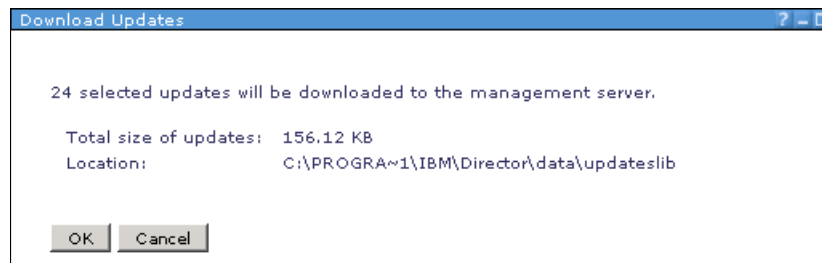 Download Updates
24 selected updates will be downloaded to the management server.
Total size of updates: 156.12 KB
Location: C:\PROGRA~1\IBM\Director\data\updateslib
OK Cancel